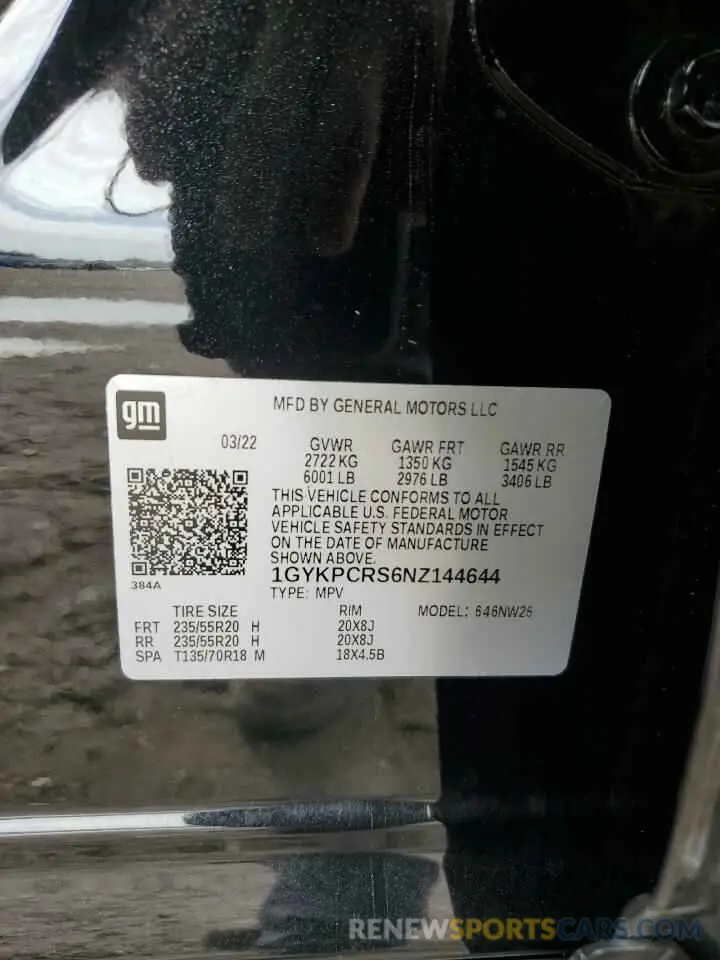 gm
MFD BY GENERAL MOTORS LLC
03/22 GVWR GAWR FRT GAWR RR
2722 KG 1350 KG 1545 KG
6001 LB 2976 LB 3406 LB
THIS VEHICLE CONFORMS TO ALL
APPLICABLE U.S. FEDERAL MOTOR
VEHICLE SAFETY STANDARDS IN EFFECT
ON THE DATE OF MANUFACTURE
SHOWN ABOVE.
384A
1GYKPCRS6NZ144644
TYPE: MPV MODEL: 646NW26
TIRE SIZE RIM
FRT 235/55R20 H 20X8J
RR 235/55R20 H 20X8J
SPA T135/70R18 M 18X4.5B
RENEWSPORTSCARS.COM